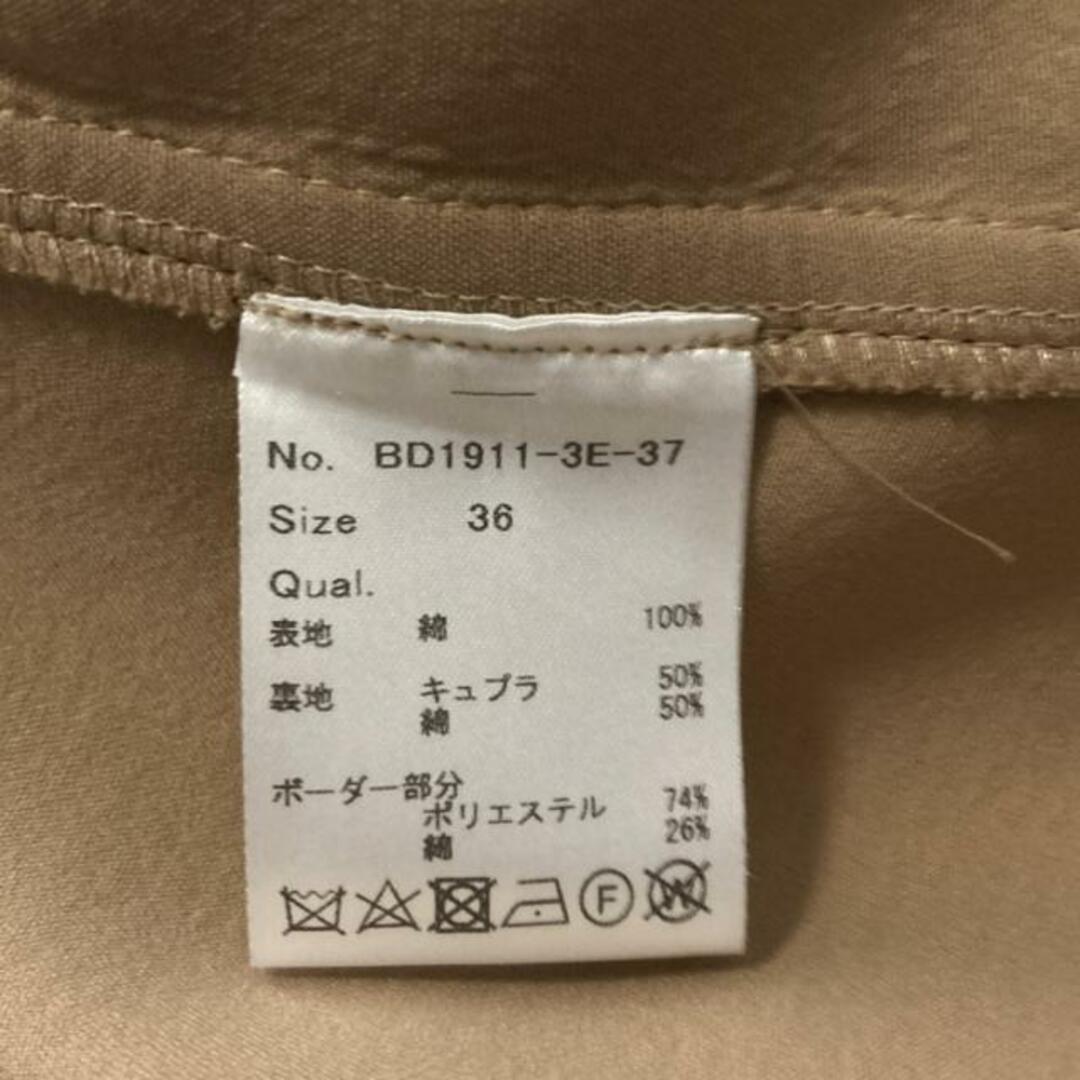 No. BD1911-3E-37
Size 36
Qual.
表地 綿 100%
裏地 キュプラ 50%
綿 50%
ボーダー部分
ポリエステル 74%
綿 26%
F W